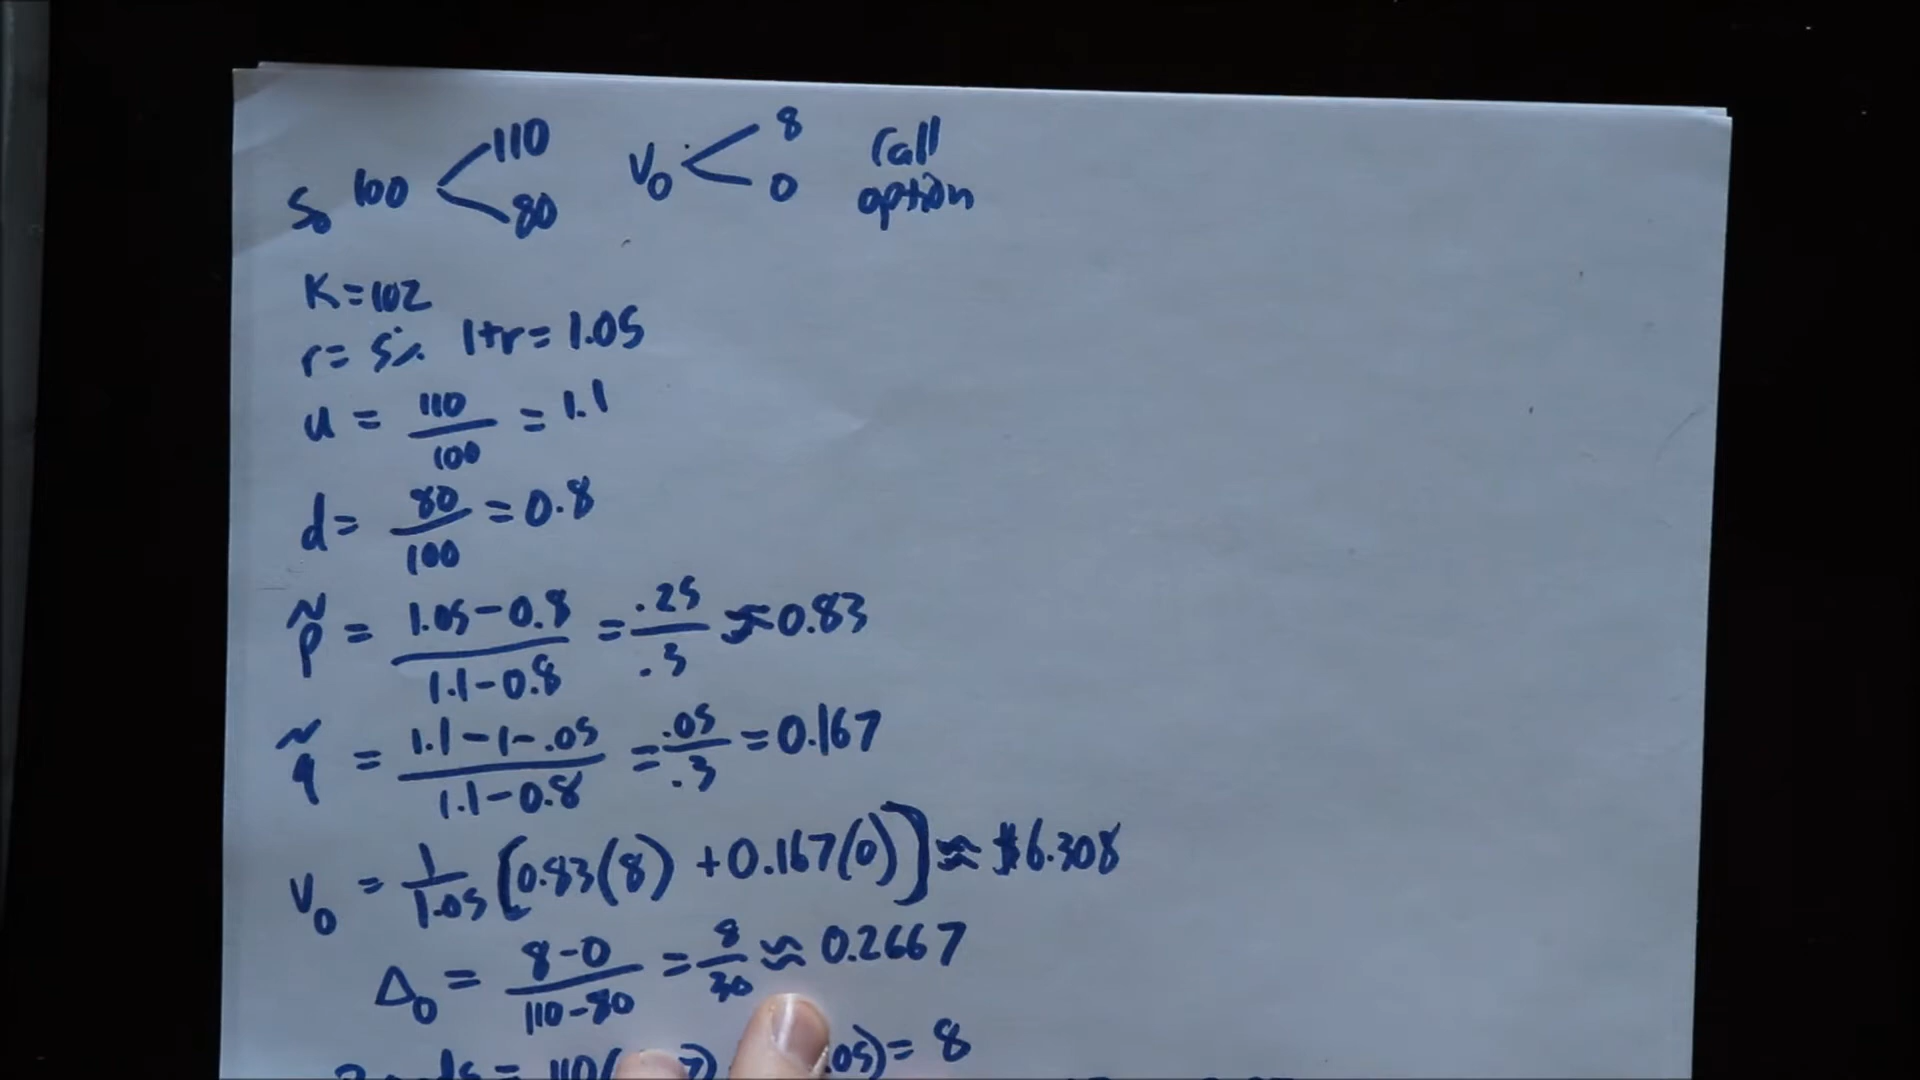 S₀ 100 < 110 80 V₀ < 8 0 Call option
K=102
r=5% 1+r=1.05
u = 110/100 = 1.1
d = 80/100 = 0.8
p̃ = (1.05-0.8)/(1.1-0.8) = .25/.3 ≈ 0.83
q̃ = (1.1-1-.05)/(1.1-0.8) = .05/.3 = 0.167
V₀ = 1/1.05 [0.83(8) +0.167(0)] ≈ $6.308
Δ₀ = (8-0)/(110-80) = 8/30 ≈ 0.2667
= 110( 7) .05)= 8